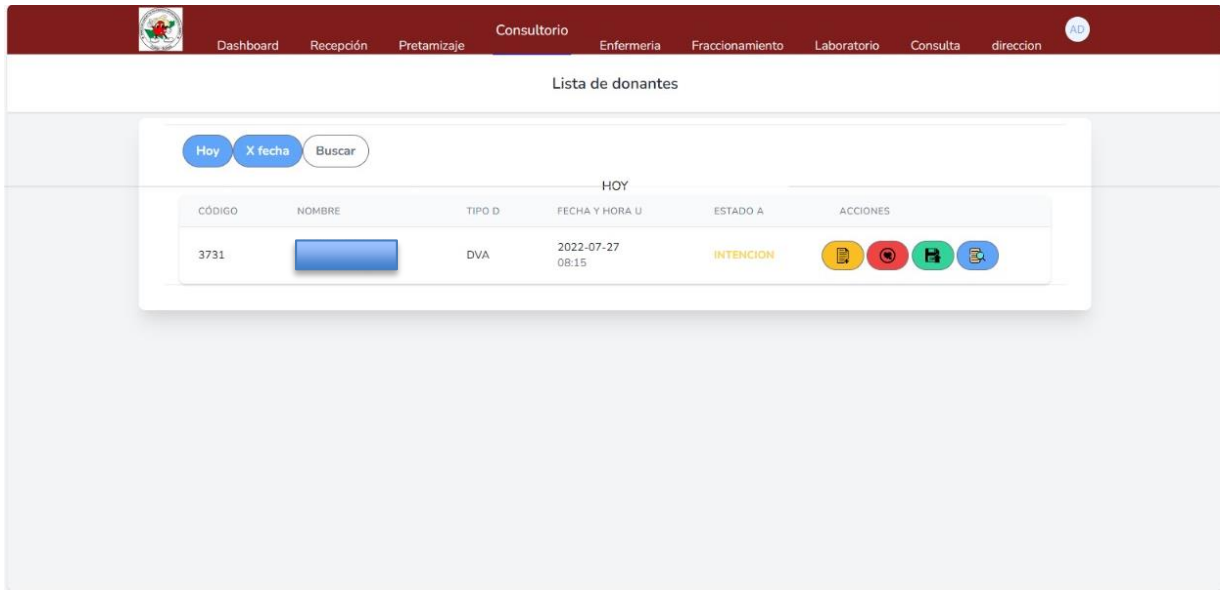 Dashboard Recepción Pretamizaje Consultorio Enfermeria Fraccionamiento Laboratorio Consulta direccion AD
Lista de donantes
Hoy X fecha Buscar
HOY
CÓDIGO NOMBRE TIPO D FECHA Y HORA U ESTADO A ACCIONES
3731 DVA 2022-07-27 INTENCION
08:15